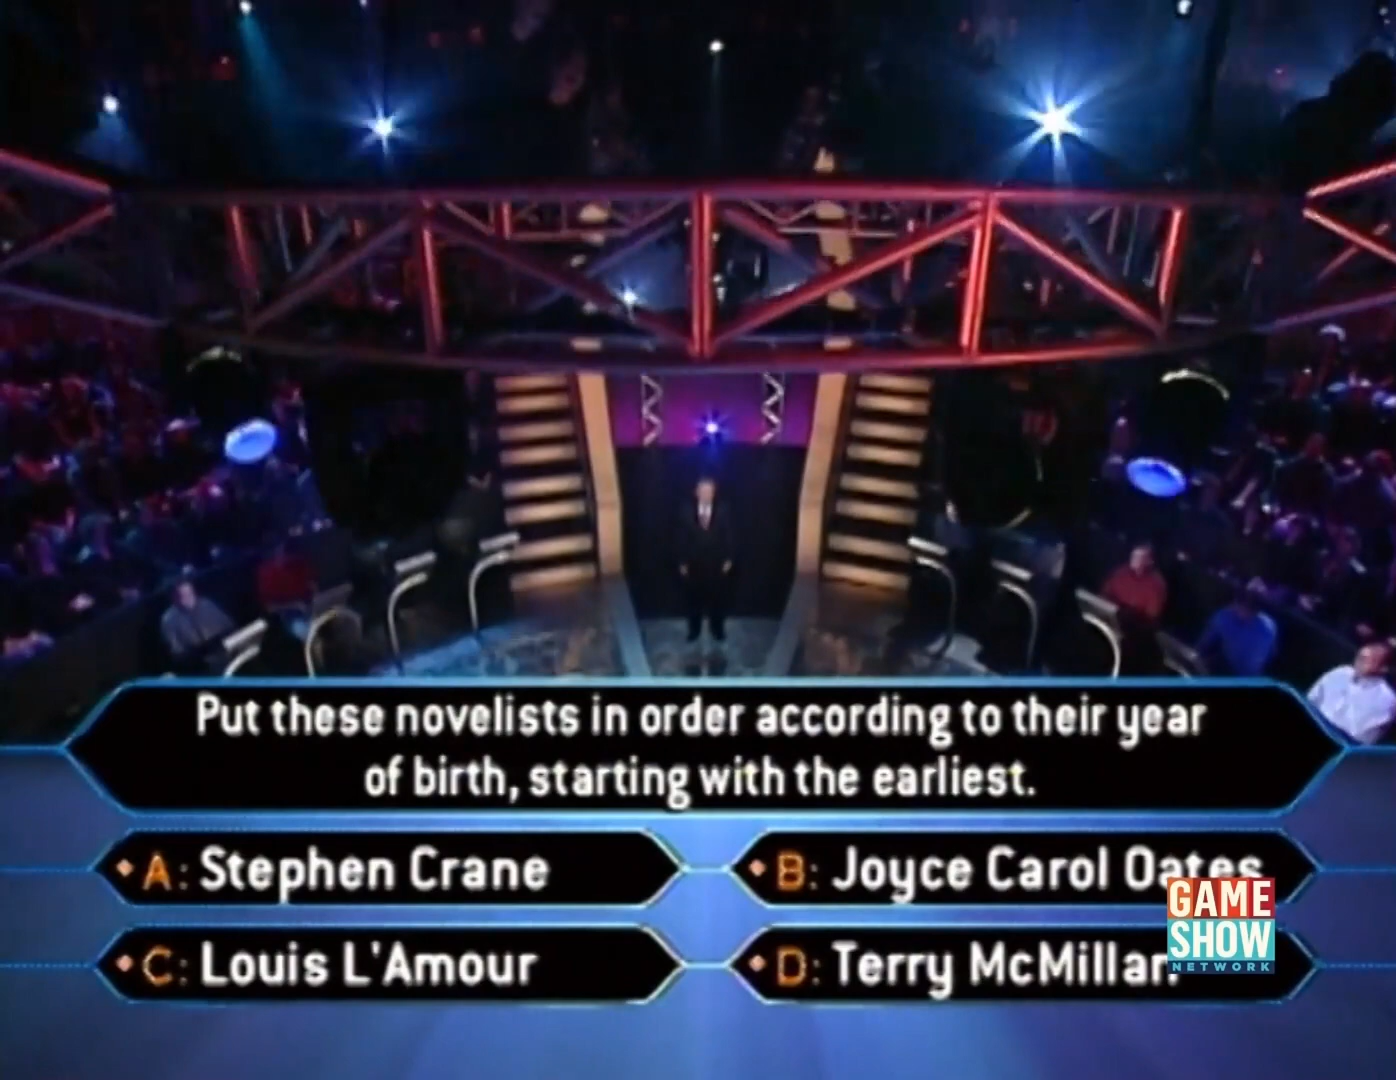 Put these novelists in order according to their year
of birth, starting with the earliest.
A: Stephen Crane
B: Joyce Carol Oates
C: Louis L'Amour
D: Terry McMillan
GAME
SHOW
NETWORK